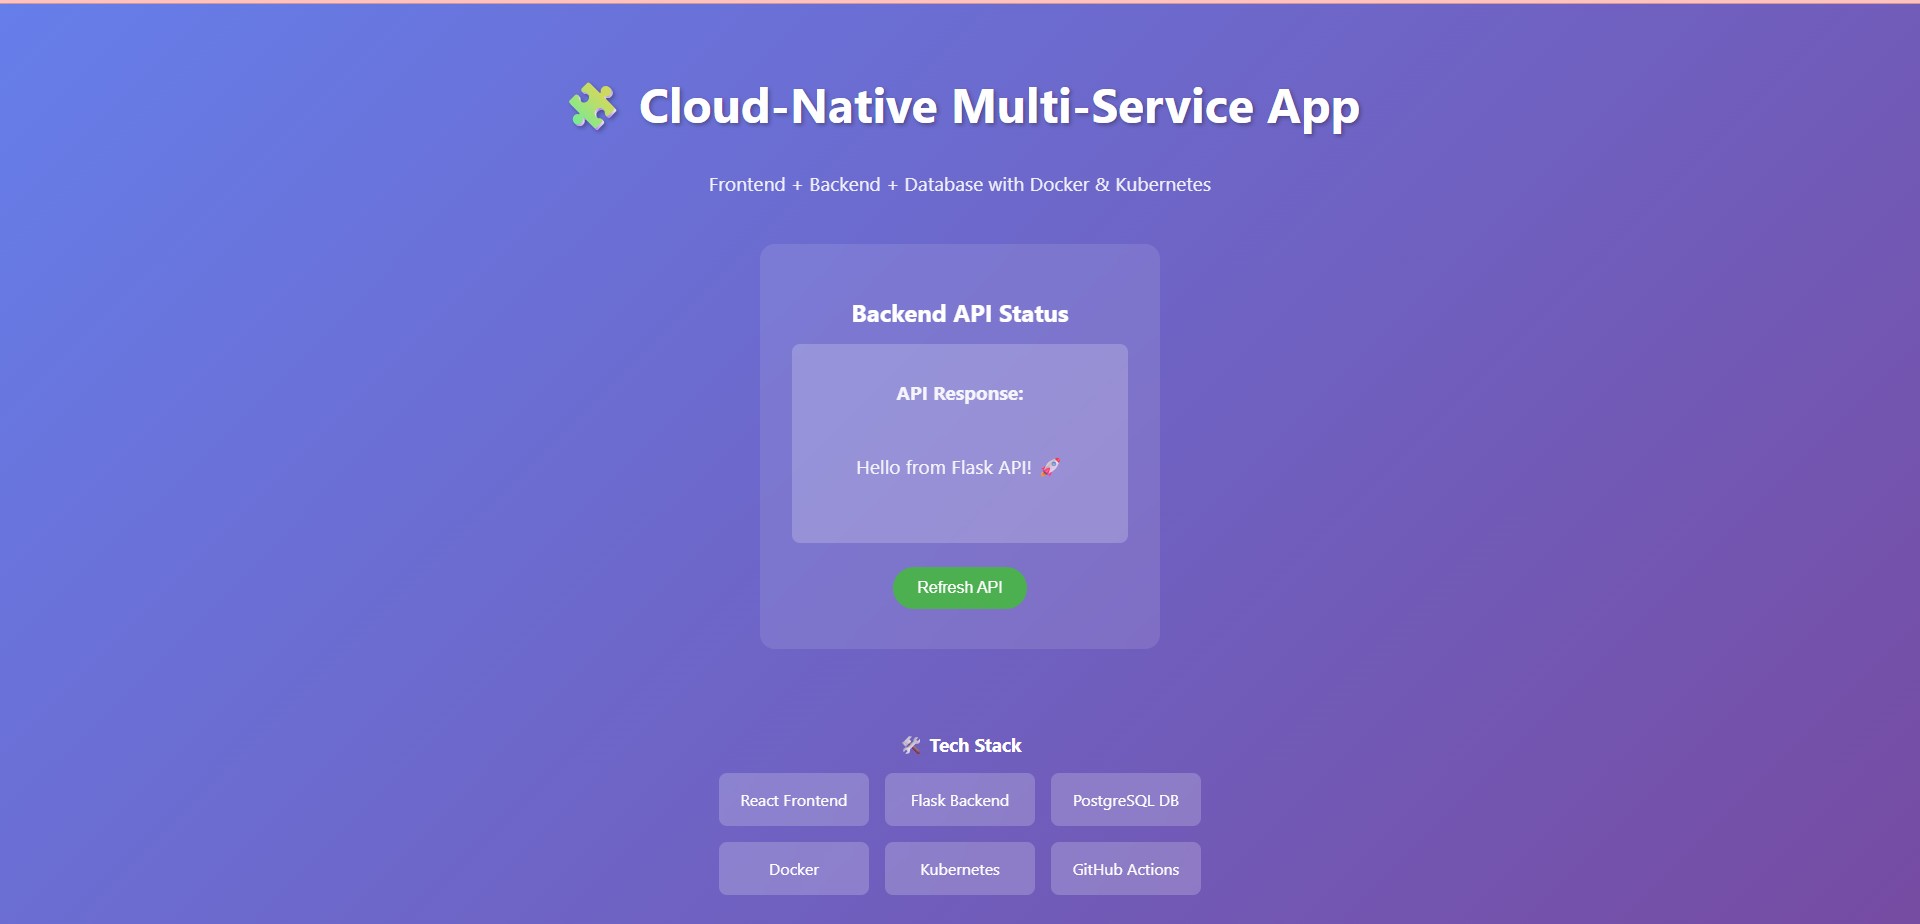 🧩 Cloud-Native Multi-Service App
Frontend + Backend + Database with Docker & Kubernetes
Backend API Status
API Response:
Hello from Flask API! 🚀
Refresh API
🛠️ Tech Stack
React Frontend
Flask Backend
PostgreSQL DB
Docker
Kubernetes
GitHub Actions